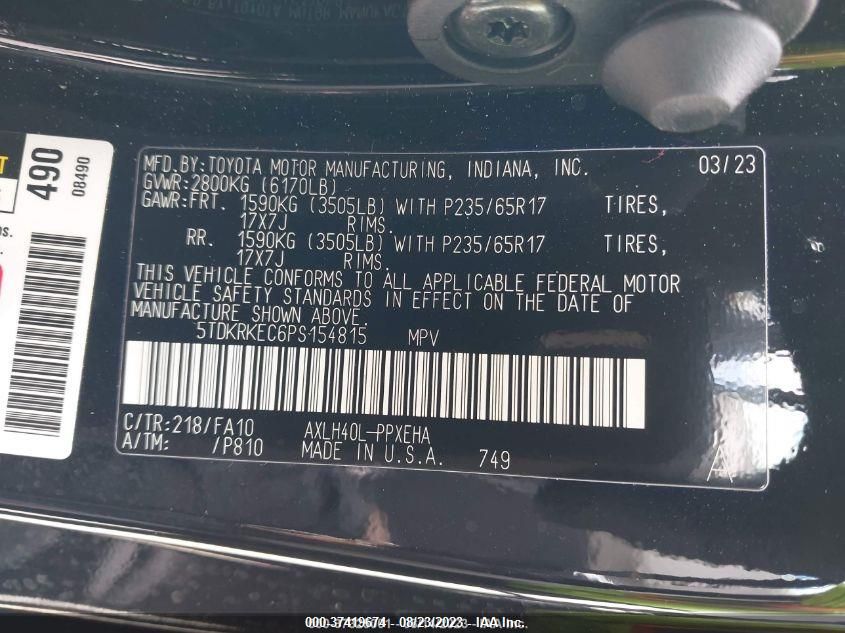 490
08490
MFD.BY:TOYOTA MOTOR MANUFACTURING, INDIANA, INC. 03/23
GVWR:2800KG (6170LB)
GAWR:FRT. 1590KG (3505LB) WITH P235/65R17 TIRES,
17X7J RIMS.
RR. 1590KG (3505LB) WITH P235/65R17 TIRES,
17X7J RIMS.
THIS VEHICLE CONFORMS TO ALL APPLICABLE FEDERAL MOTOR
VEHICLE SAFETY STANDARDS IN EFFECT ON THE DATE OF
MANUFACTURE SHOWN ABOVE.
5TDKRKEC6PS154815 MPV
C/TR:218/FA10 AXLH40L-PPXEHA
A/TM: /P810 MADE IN U.S.A. 749
A
000-37419674 - 08/23/2023 - IAA Inc.